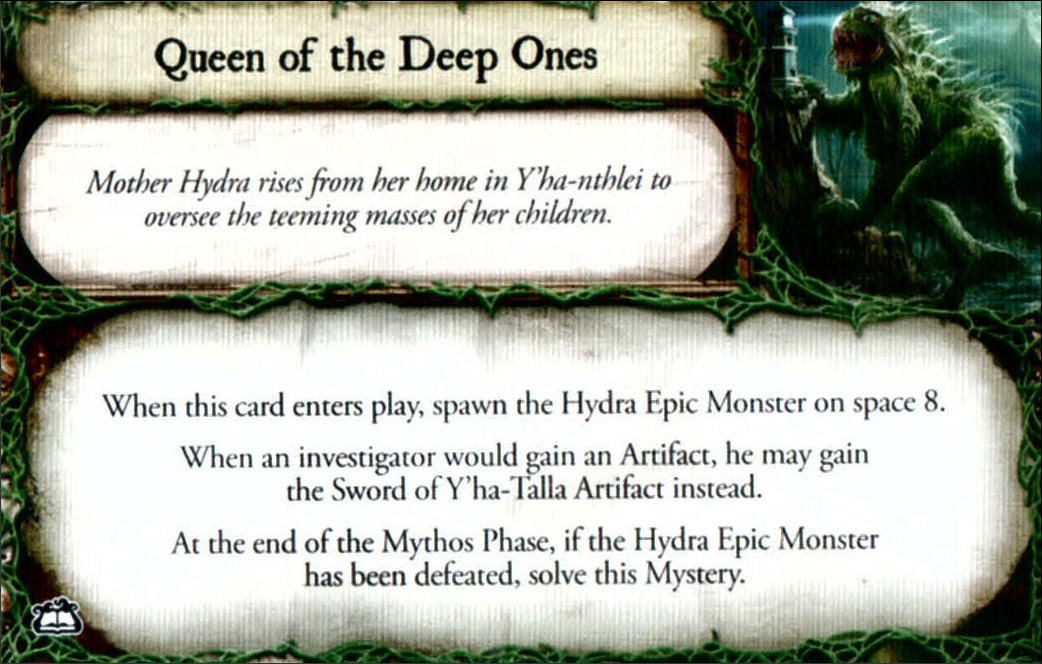 Queen of the Deep Ones
Mother Hydra rises from her home in Y'ha-nthlei to
oversee the teeming masses of her children.
When this card enters play, spawn the Hydra Epic Monster on space 8.
When an investigator would gain an Artifact, he may gain
the Sword of Y'ha-Talla Artifact instead.
At the end of the Mythos Phase, if the Hydra Epic Monster
has been defeated, solve this Mystery.